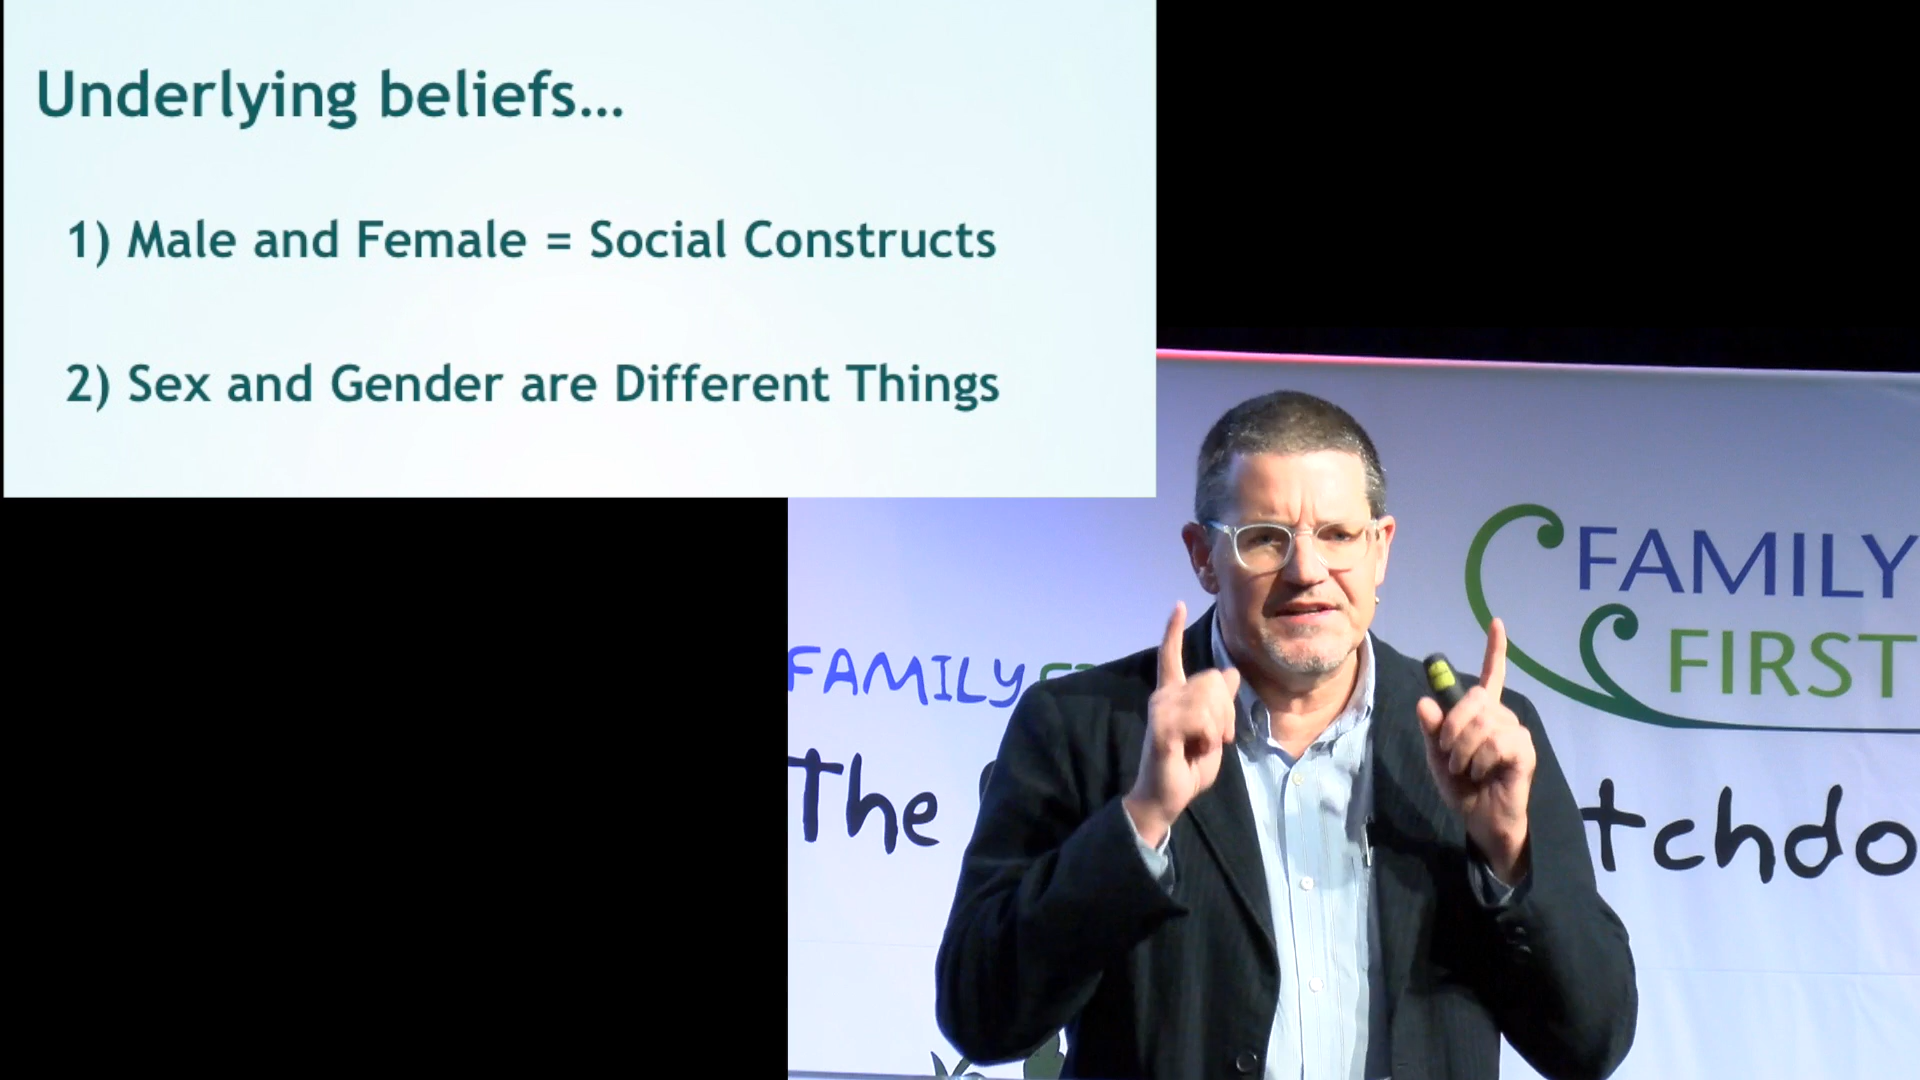 Underlying beliefs...
1) Male and Female = Social Constructs
2) Sex and Gender are Different Things
FAMILY
FIRST
FAMILY
The
tchdo